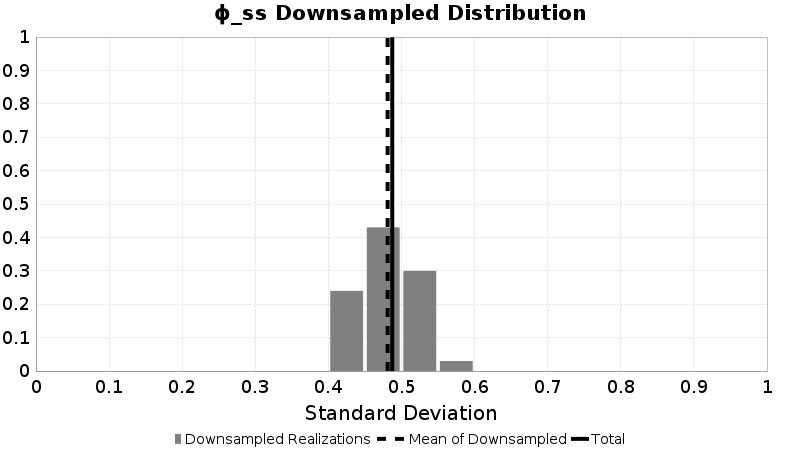 ϕ_ss Downsampled Distribution
1
0.9
0.8
0.7
0.6
0.5
0.4
0.3
0.2
0.1
0
0 0.1 0.2 0.3 0.4 0.5 0.6 0.7 0.8 0.9 1
Standard Deviation
Downsampled Realizations Mean of Downsampled Total